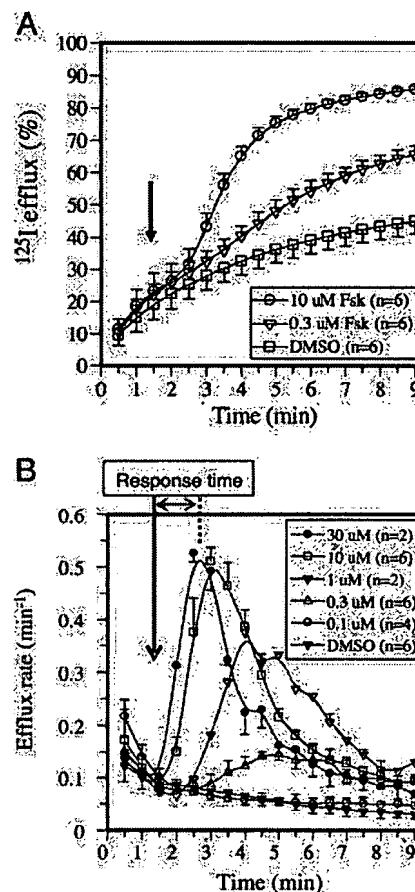 A
100
90
80
70
60
50
40
30
20
10
0
¹²⁵I efflux (%)
10 uM Fsk (n=6)
0.3 uM Fsk (n=6)
DMSO (n=6)
0 1 2 3 4 5 6 7 8 9
Time (min)
B
Response time
0.6
0.5
0.4
0.3
0.2
0.1
0
Efflux rate (min⁻¹)
30 uM (n=2)
10 uM (n=6)
1 uM (n=2)
0.3 uM (n=6)
0.1 uM (n=4)
DMSO (n=6)
0 1 2 3 4 5 6 7 8 9
Time (min)